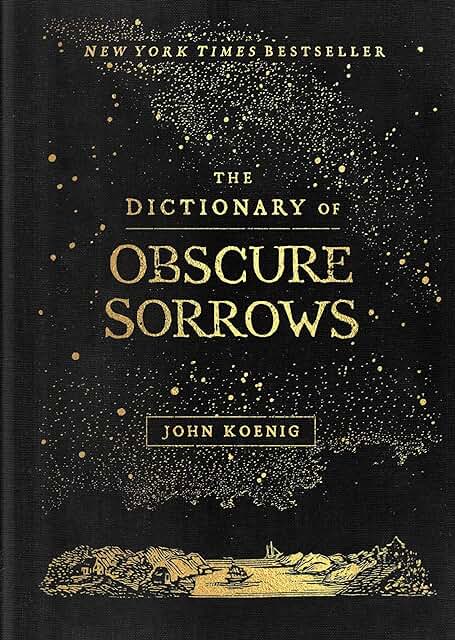 NEW YORK TIMES BESTSELLER
THE
DICTIONARY OF
OBSCURE
SORROWS
JOHN KOENIG